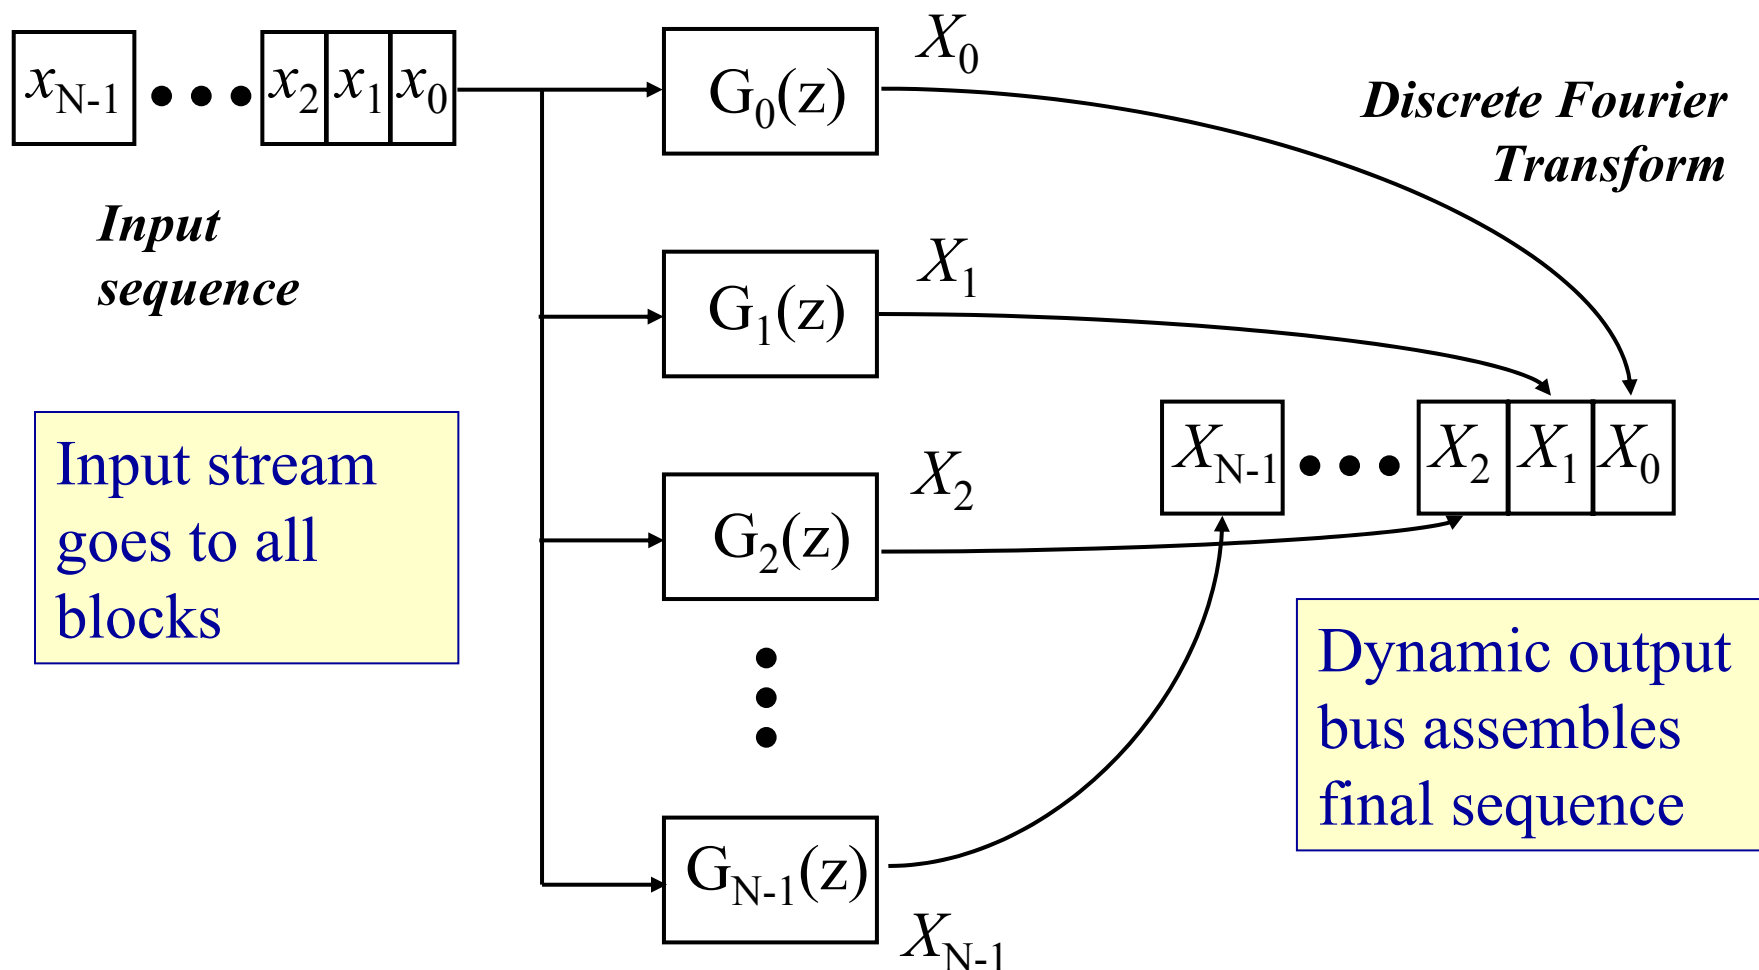 x_{N-1} ••• x_2 x_1 x_0
Input
sequence
G_0(z)
X_0
Discrete Fourier
Transform
G_1(z)
X_1
Input stream
goes to all
blocks
G_2(z)
X_2
X_{N-1} ••• X_2 X_1 X_0
G_{N-1}(z)
X_{N-1}
Dynamic output
bus assembles
final sequence